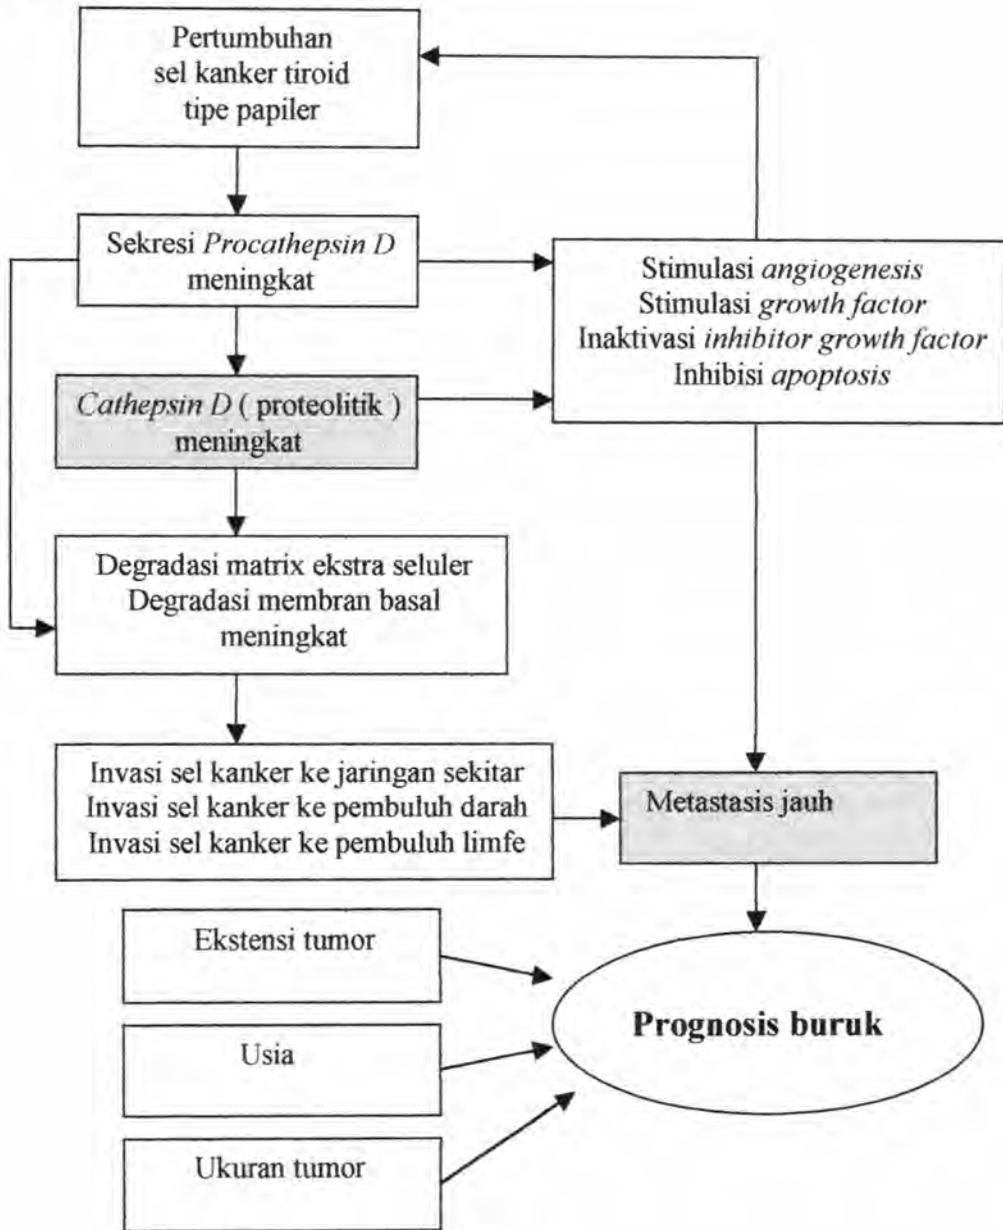 Pertumbuhan
sel kanker tiroid
tipe papiler
Sekresi Procathepsin D
meningkat
Stimulasi angiogenesis
Stimulasi growth factor
Inaktivasi inhibitor growth factor
Inhibisi apoptosis
Cathepsin D ( proteolitik )
meningkat
Degradasi matrix ekstra seluler
Degradasi membran basal
meningkat
Invasi sel kanker ke jaringan sekitar
Invasi sel kanker ke pembuluh darah
Invasi sel kanker ke pembuluh limfe
Metastasis jauh
Ekstensi tumor
Usia
Ukuran tumor
Prognosis buruk